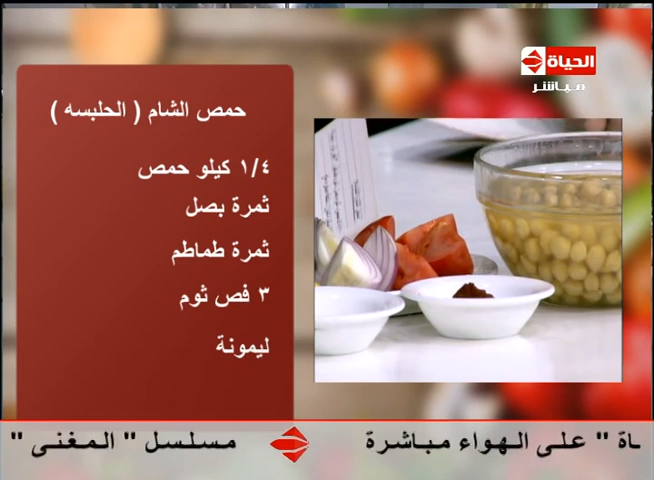 الحياة
مباشر
حمص الشام ( الحلبسه )
١/٤ كيلو حمص
ثمرة بصل
ثمرة طماطم
٣ فص ثوم
ليمونة
ـاة " على الهواء مباشرة
مسلسل " المغنى "